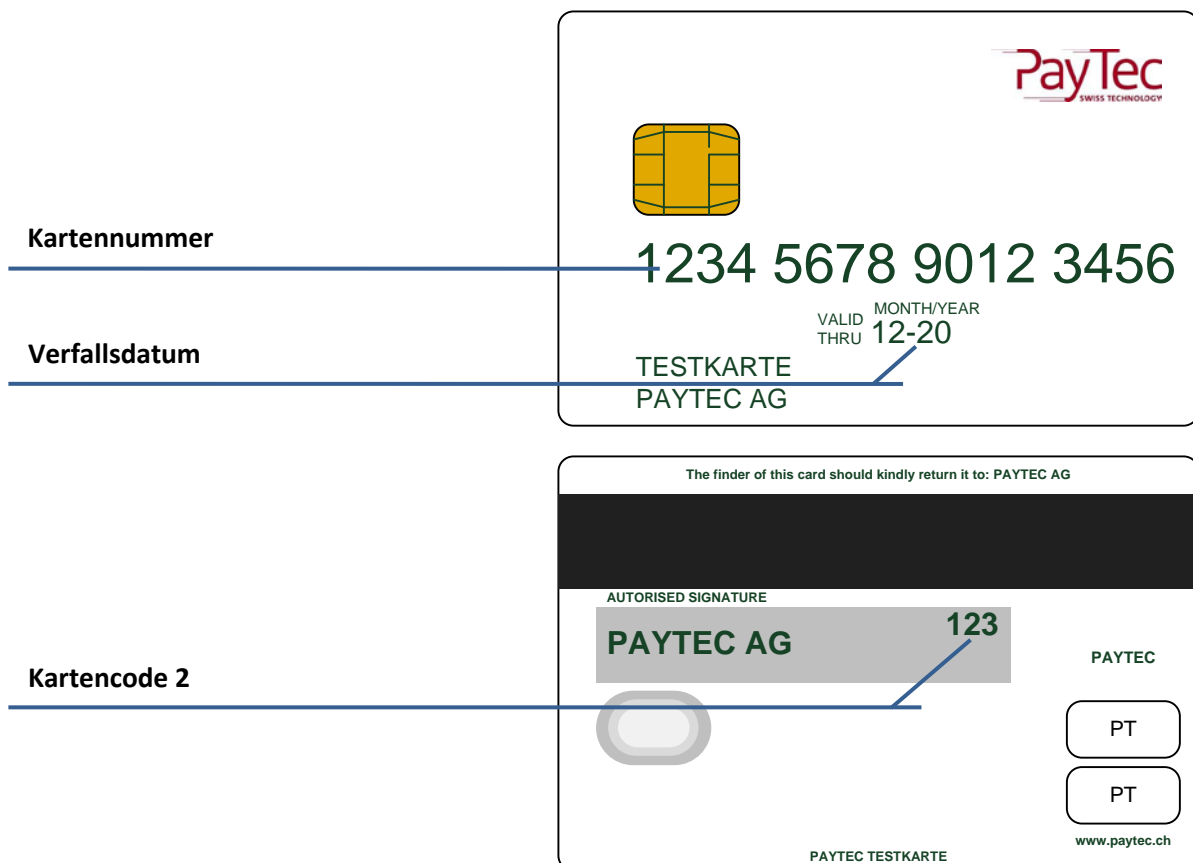 PayTec
SWISS TECHNOLOGY
Kartennummer
1234 5678 9012 3456
MONTH/YEAR
VALID
THRU 12-20
Verfallsdatum
TESTKARTE
PAYTEC AG
The finder of this card should kindly return it to: PAYTEC AG
AUTORISED SIGNATURE
PAYTEC AG 123
PAYTEC
Kartencode 2
PT
PT
www.paytec.ch
PAYTEC TESTKARTE